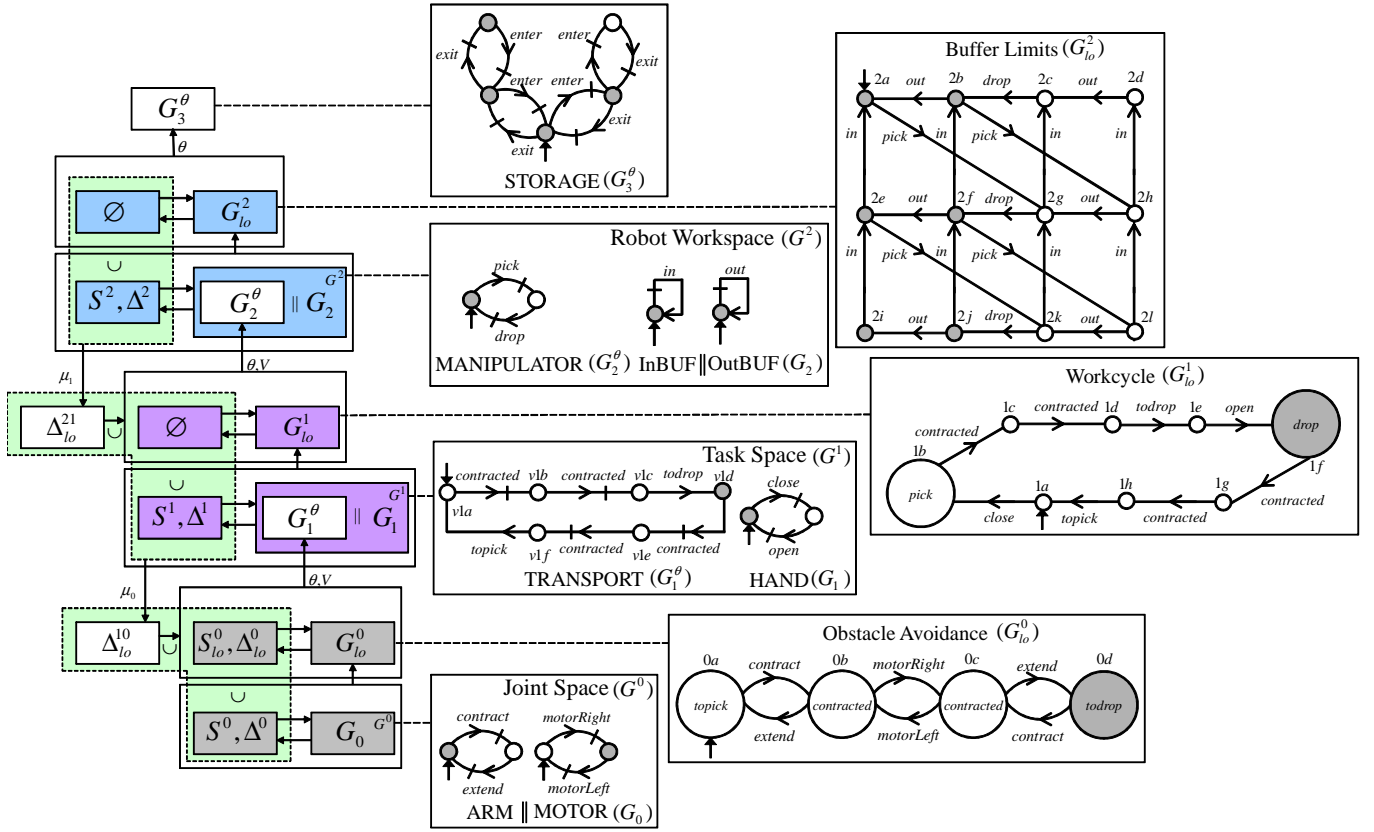 G_3^θ
θ
∅
G_lo^2
∪
S^2, Δ^2
G_2^θ
∥ G_2
G^2
μ_1
θ,V
Δ_lo^21
∪
∅
G_lo^1
∪
S^1, Δ^1
G_1^θ
∥ G_1
G^1
μ_0
θ,V
Δ_lo^10
∪
S_lo^0, Δ_lo^0
G_lo^0
∪
S^0, Δ^0
G_0
G^0
exit
enter
enter
exit
enter
enter
exit
exit
STORAGE (G_3^θ)
Buffer Limits (G_lo^2)
2a
out
2b
drop
2c
out
2d
in
pick
in
pick
in
in
2e
out
2f
drop
2g
out
2h
in
pick
in
pick
in
in
2i
out
2j
drop
2k
out
2l
Robot Workspace (G^2)
pick
drop
in
out
MANIPULATOR (G_2^θ)
InBUF ∥ OutBUF (G_2)
Workcycle (G_lo^1)
1c
contracted
1d
todrop
1e
open
drop
contracted
1b
pick
close
1a
topick
1h
contracted
1g
contracted
1f
Task Space (G^1)
contracted
v1b
contracted
v1c
todrop
v1d
v1a
topick
v1f
contracted
v1e
contracted
close
open
TRANSPORT (G_1^θ)
HAND (G_1)
Obstacle Avoidance (G_lo^0)
0a
contract
0b
motorRight
0c
extend
0d
topick
contracted
contracted
todrop
extend
motorLeft
contract
Joint Space (G^0)
contract
motorRight
extend
motorLeft
ARM ∥ MOTOR (G_0)